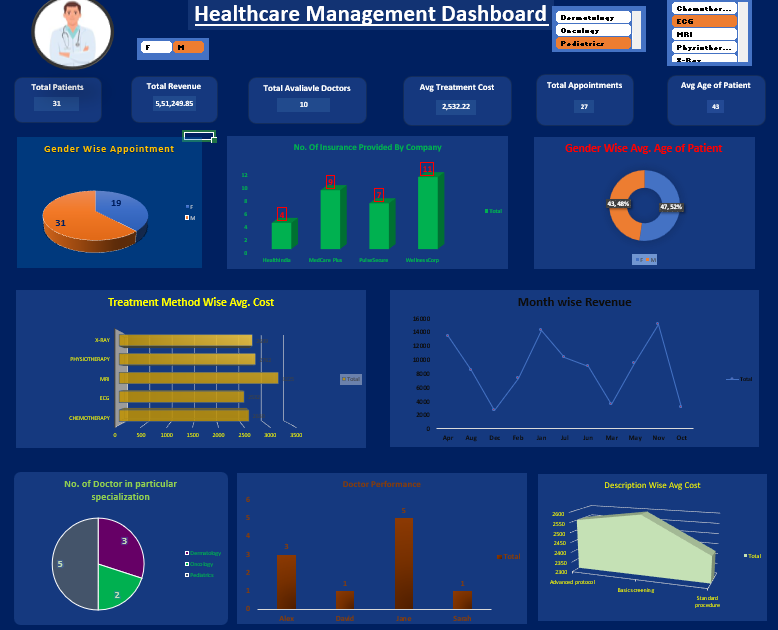 Healthcare Management Dashboard
F
M
Dermatology
Oncology
Pediatrics
Chemother...
ECG
MRI
Physiother...
X-Ray
Total Patients
31
Total Revenue
5,51,249.85
Total Avaliavle Doctors
10
Avg Treatment Cost
2,532.22
Total Appointments
27
Avg Age of Patient
43
Gender Wise Appointment
19
31
F
M
No. Of Insurance Provided By Company
12
10
8
6
4
2
0
HealthIndia
MedCare Plus
PulseSecure
WellnessCorp
Total
Gender Wise Avg. Age of Patient
43, 48%
47, 52%
F
M
Treatment Method Wise Avg. Cost
X-RAY
PHYSIOTHERAPY
MRI
ECG
CHEMOTHERAPY
0
500
1000
1500
2000
2500
3000
3500
Total
Month wise Revenue
16000
14000
12000
10000
8000
6000
4000
2000
0
Apr
Aug
Dec
Feb
Jan
Jul
Jun
Mar
May
Nov
Oct
Total
No. of Doctor in particular
specialization
3
5
2
Dermatology
Oncology
Pediatrics
Doctor Performance
6
5
4
3
2
1
0
3
1
5
1
Alex
David
Jane
Sarah
Total
Description Wise Avg Cost
2600
2550
2500
2450
2400
2350
2300
Advanced protocol
Basic screening
Standard
procedure
Total